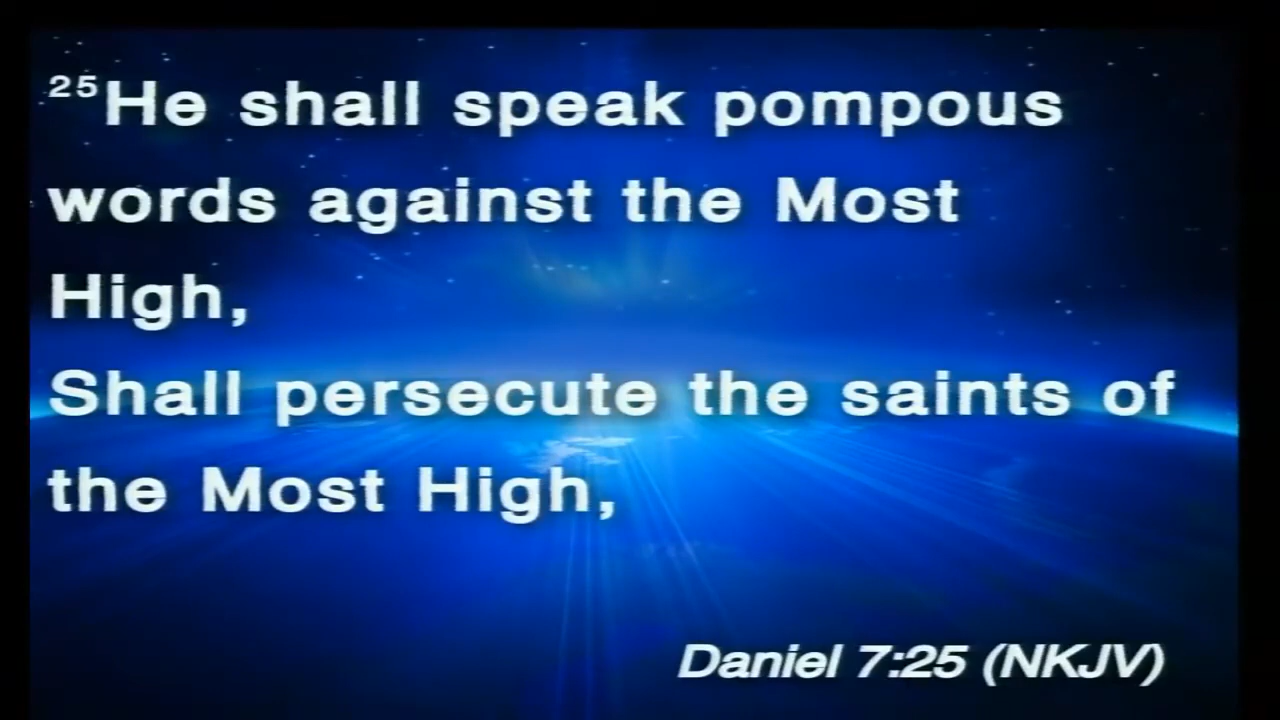 25He shall speak pompous
words against the Most
High,
Shall persecute the saints of
the Most High,
Daniel 7:25 (NKJV)